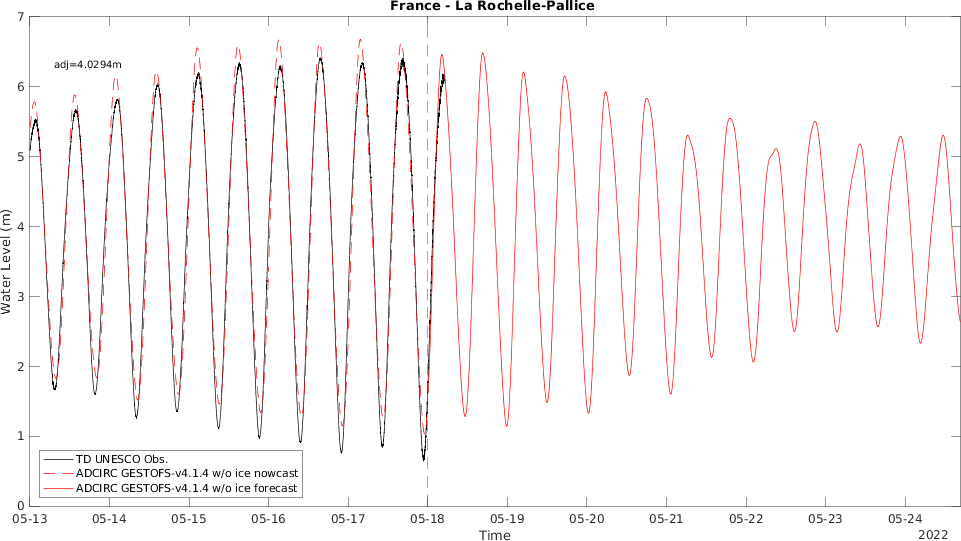 France - La Rochelle-Pallice
7
6
5
4
3
2
1
0
Water Level (m)
adj=4.0294m
TD UNESCO Obs.
ADCIRC GESTOFS-v4.1.4 w/o ice nowcast
ADCIRC GESTOFS-v4.1.4 w/o ice forecast
05-13 05-14 05-15 05-16 05-17 05-18 05-19 05-20 05-21 05-22 05-23 05-24
Time
2022